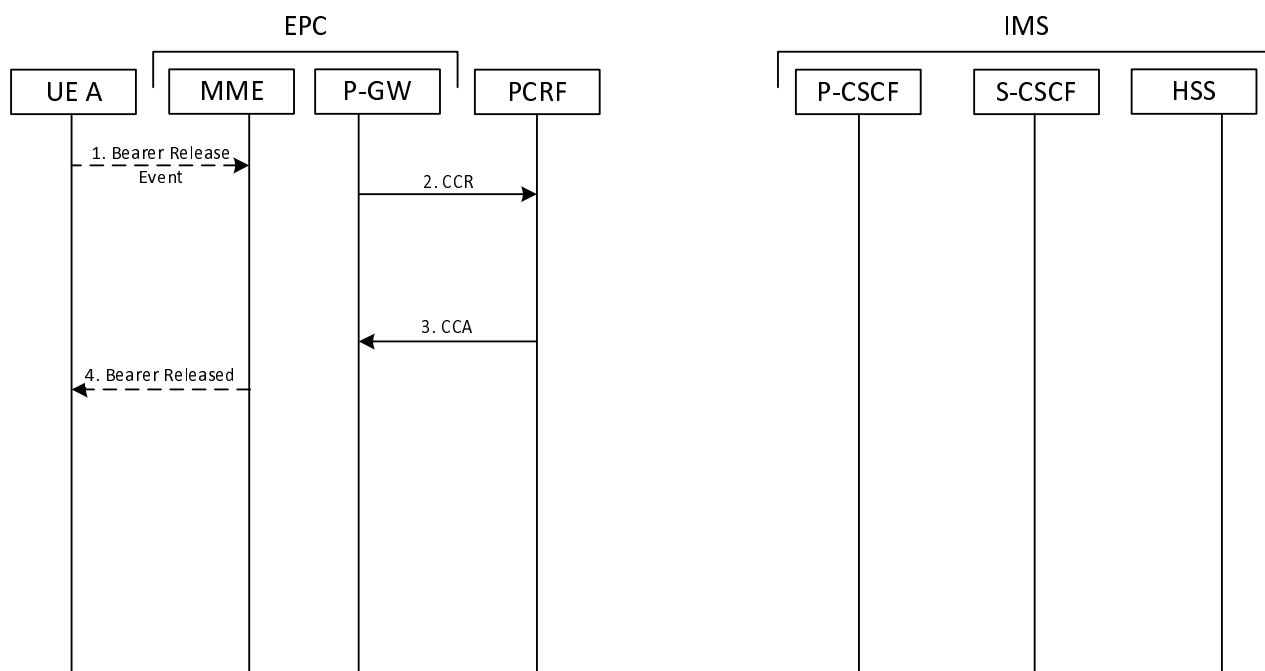 EPC
IMS
UE A
MME
P-GW
PCRF
P-CSCF
S-CSCF
HSS
1. Bearer Release
Event
2. CCR
3. CCA
4. Bearer Released